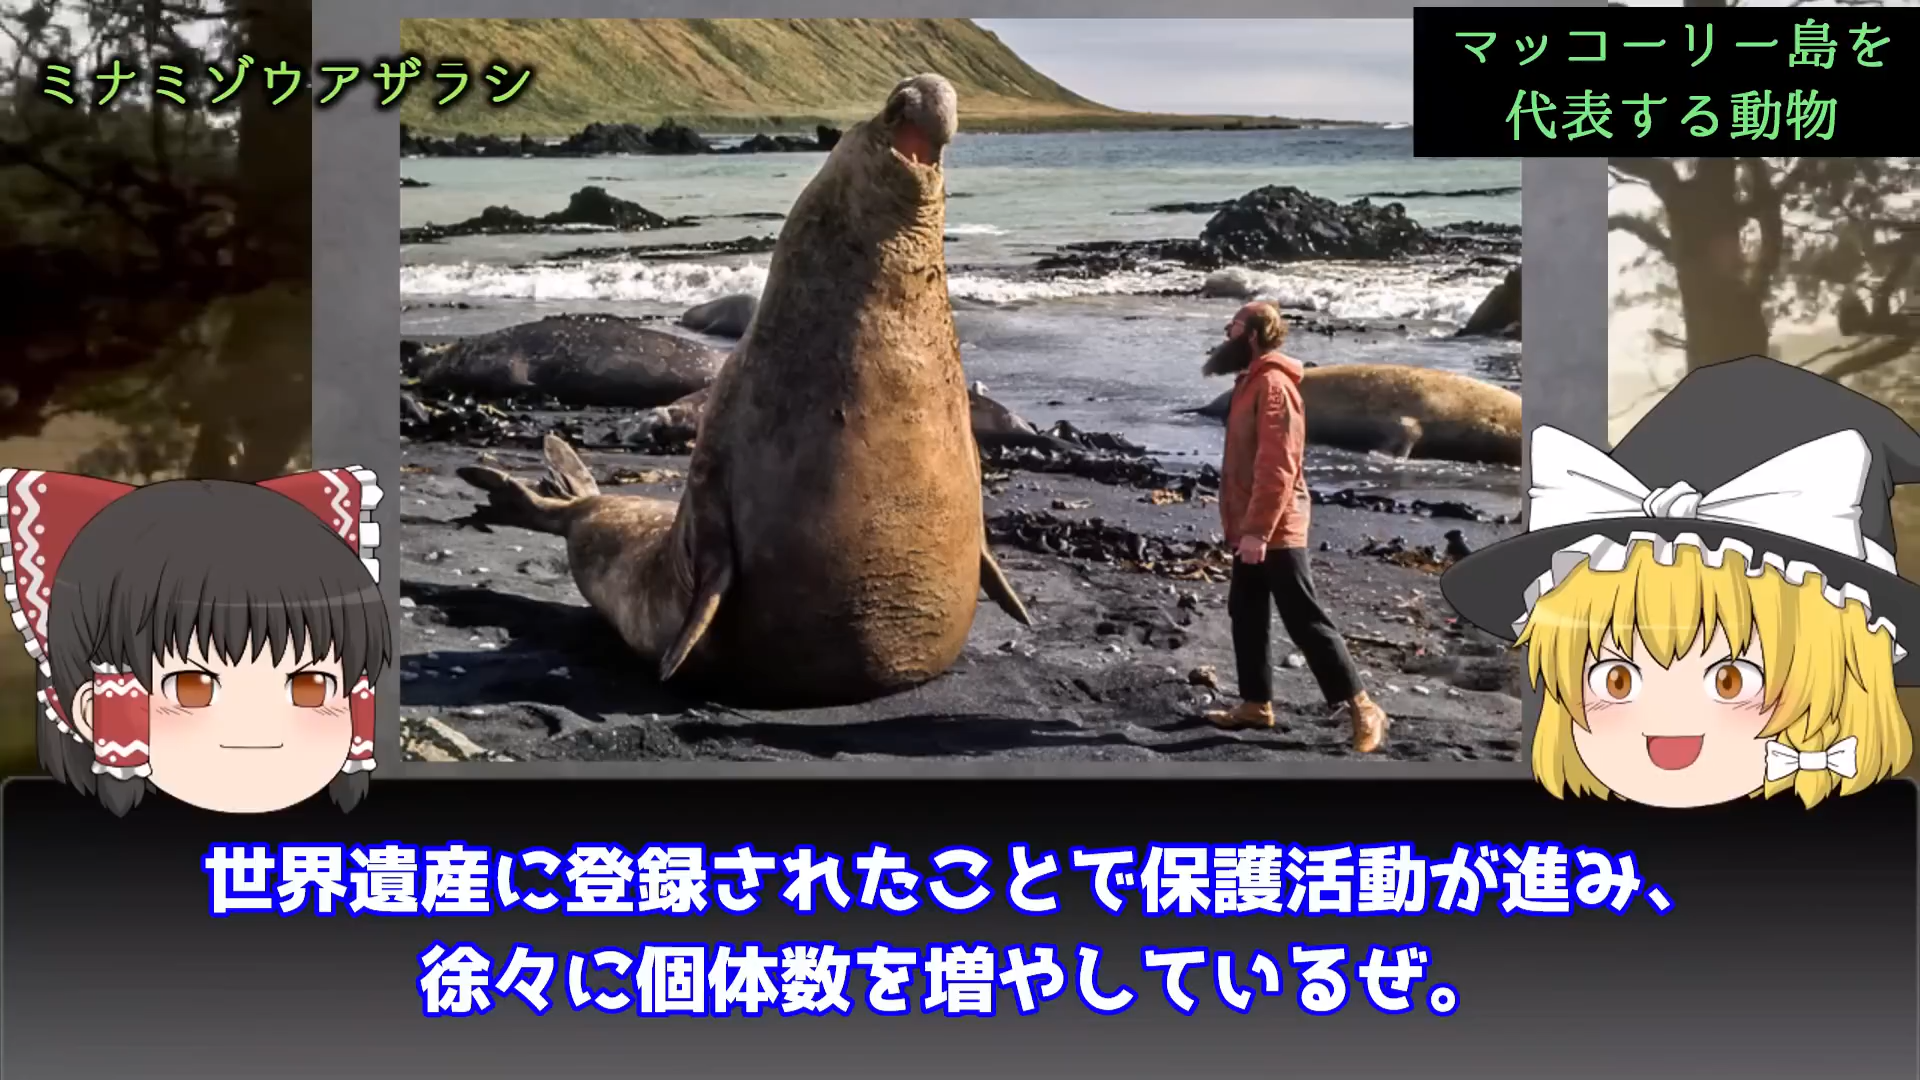 ミナミゾウアザラシ
マッコーリー島を
代表する動物
世界遺産に登録されたことで保護活動が進み、
徐々に個体数を増やしているぜ。